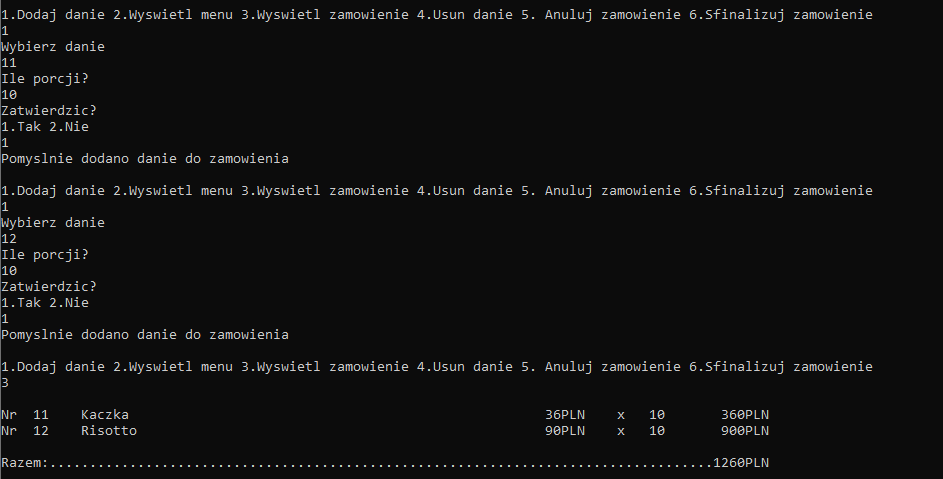 1.Dodaj danie 2.Wyswietl menu 3.Wyswietl zamowienie 4.Usun danie 5. Anuluj zamowienie 6.Sfinalizuj zamowienie
1
Wybierz danie
11
Ile porcji?
10
Zatwierdzic?
1.Tak 2.Nie
1
Pomyslnie dodano danie do zamowienia
1.Dodaj danie 2.Wyswietl menu 3.Wyswietl zamowienie 4.Usun danie 5. Anuluj zamowienie 6.Sfinalizuj zamowienie
1
Wybierz danie
12
Ile porcji?
10
Zatwierdzic?
1.Tak 2.Nie
1
Pomyslnie dodano danie do zamowienia
1.Dodaj danie 2.Wyswietl menu 3.Wyswietl zamowienie 4.Usun danie 5. Anuluj zamowienie 6.Sfinalizuj zamowienie
3
Nr  11    Kaczka                                                    36PLN    x   10       360PLN
Nr  12    Risotto                                                   90PLN    x   10       900PLN
Razem:...................................................................................1260PLN